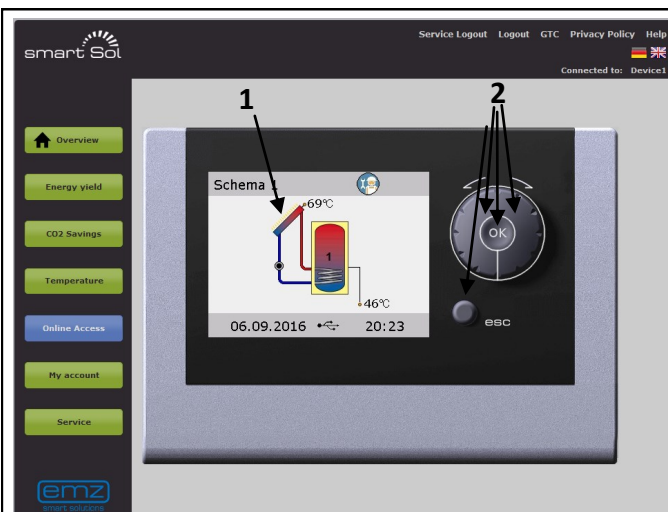 Service Logout Logout GTC Privacy Policy Help
smart Sol
Connected to: Device1
1
2
Overview
Energy yield
CO2 Savings
Temperature
Online Access
My account
Service
Schema 1
69°C
1
46°C
06.09.2016 20:23
OK
esc
emz
smart solutions